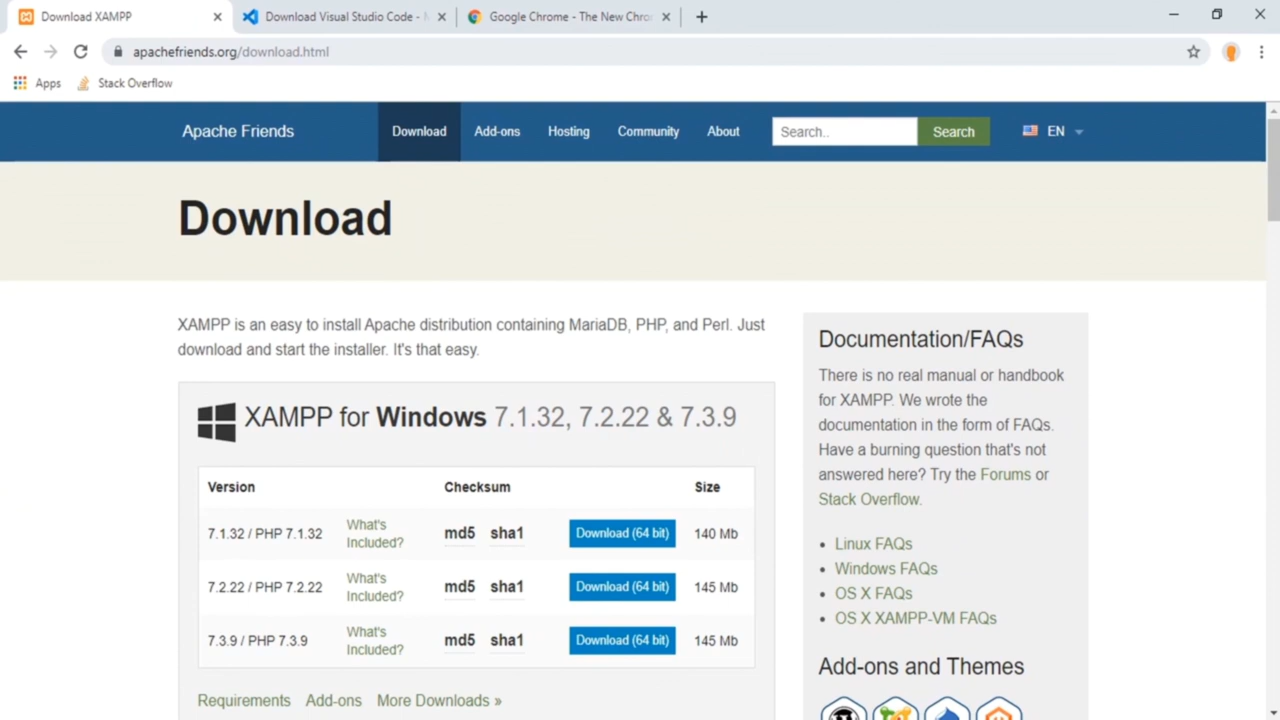 Download XAMPP
Download Visual Studio Code -
Google Chrome - The New Chro
apachefriends.org/download.html
Apps
Stack Overflow
Apache Friends
Download
Add-ons
Hosting
Community
About
Search..
Search
EN
Download
XAMPP is an easy to install Apache distribution containing MariaDB, PHP, and Perl. Just
download and start the installer. It's that easy.
XAMPP for Windows 7.1.32, 7.2.22 & 7.3.9
Version Checksum Size
7.1.32 / PHP 7.1.32 What's Included? md5 sha1 Download (64 bit) 140 Mb
7.2.22 / PHP 7.2.22 What's Included? md5 sha1 Download (64 bit) 145 Mb
7.3.9 / PHP 7.3.9 What's Included? md5 sha1 Download (64 bit) 145 Mb
Requirements Add-ons More Downloads »
Documentation/FAQs
There is no real manual or handbook
for XAMPP. We wrote the
documentation in the form of FAQs.
Have a burning question that's not
answered here? Try the Forums or
Stack Overflow.
• Linux FAQs
• Windows FAQs
• OS X FAQs
• OS X XAMPP-VM FAQs
Add-ons and Themes